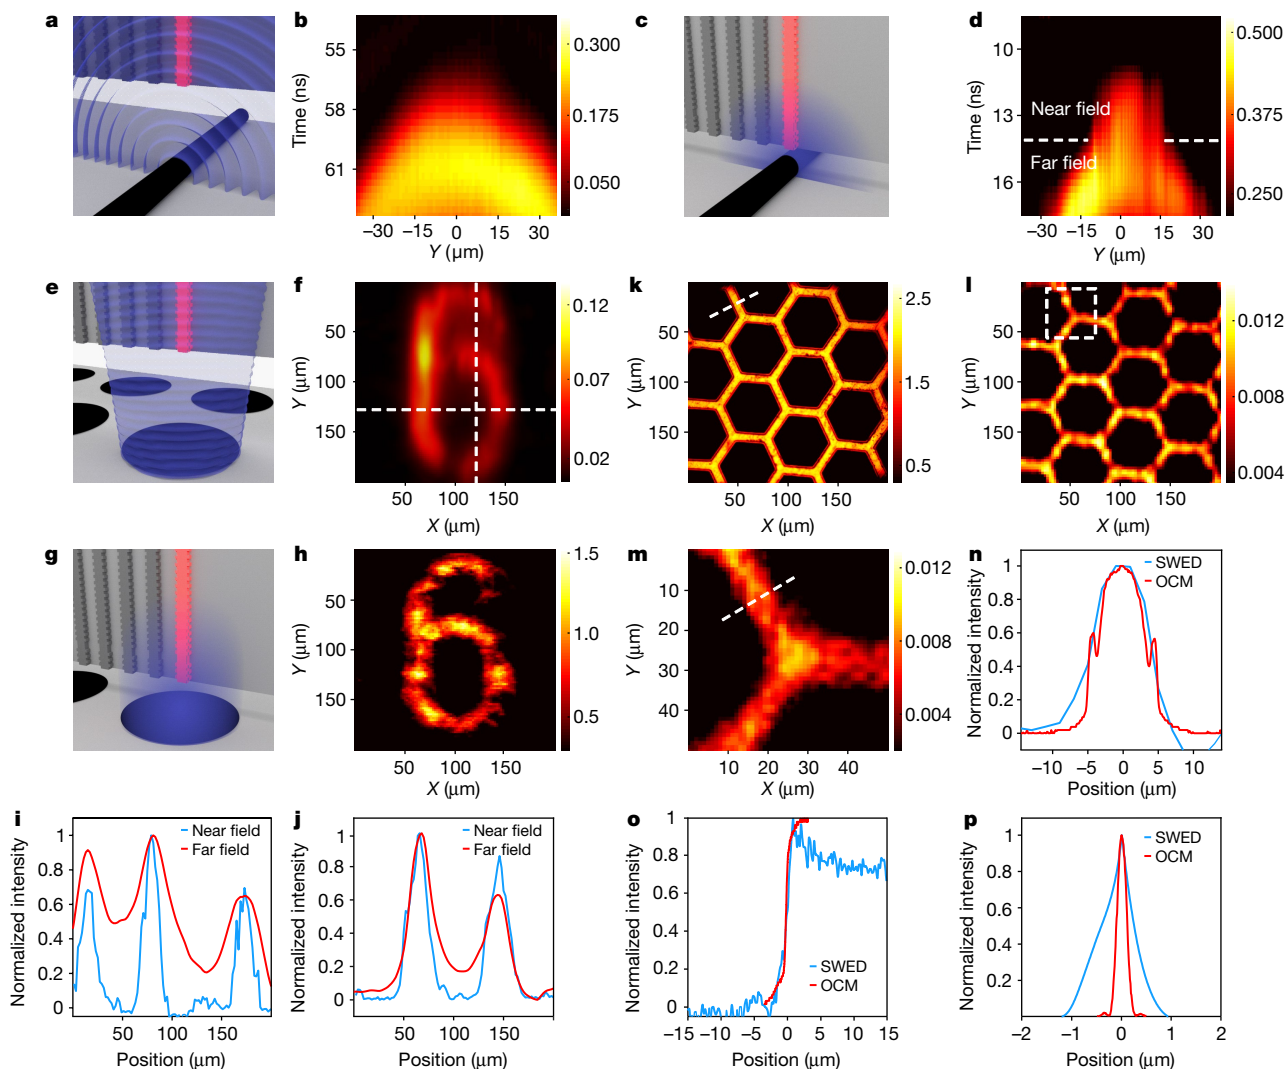 a
b
Time (ns)
55
58
61
−30 −15 0 15 30
Y (μm)
0.300
0.175
0.050
c
d
10
13
16
Near field
Far field
−30 −15 0 15 30
Y (μm)
0.500
0.375
0.250
e
f
Y (μm)
50
100
150
50 100 150
X (μm)
0.12
0.07
0.02
k
Y (μm)
50
100
150
50 100 150
X (μm)
2.5
1.5
0.5
l
Y (μm)
50
100
150
50 100 150
X (μm)
0.012
0.008
0.004
g
h
Y (μm)
50
100
150
50 100 150
X (μm)
1.5
1.0
0.5
m
Y (μm)
10
20
30
40
10 20 30 40
X (μm)
0.012
0.008
0.004
n
Normalized intensity
1
0.8
0.6
0.4
0.2
0
SWED
OCM
−10 −5 0 5 10
Position (μm)
i
Normalized intensity
1
0.8
0.6
0.4
0.2
0
Near field
Far field
50 100 150
Position (μm)
j
Normalized intensity
1
0.8
0.6
0.4
0.2
0
Near field
Far field
50 100 150
Position (μm)
o
Normalized intensity
1
0.8
0.6
0.4
0.2
0
SWED
OCM
−15 −10 −5 0 5 10 15
Position (μm)
p
Normalized intensity
1
0.8
0.6
0.4
0.2
SWED
OCM
−2 −1 0 1 2
Position (μm)